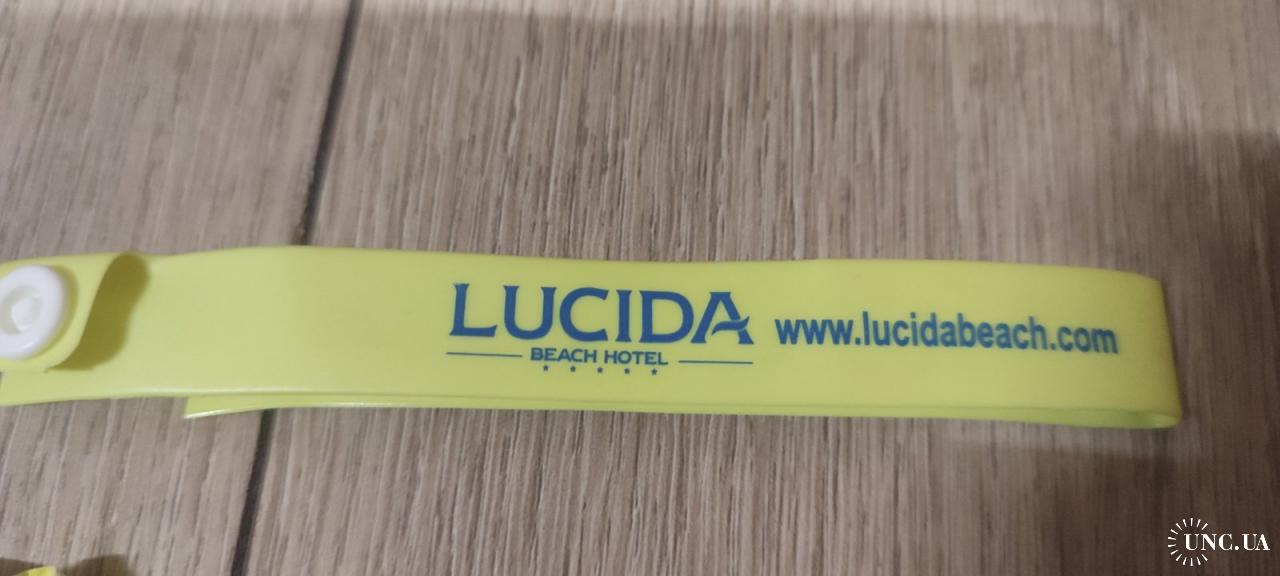 LUCIDA
BEACH HOTEL
★ ★ ★ ★ ★
www.lucidabeach.com
UNC.UA